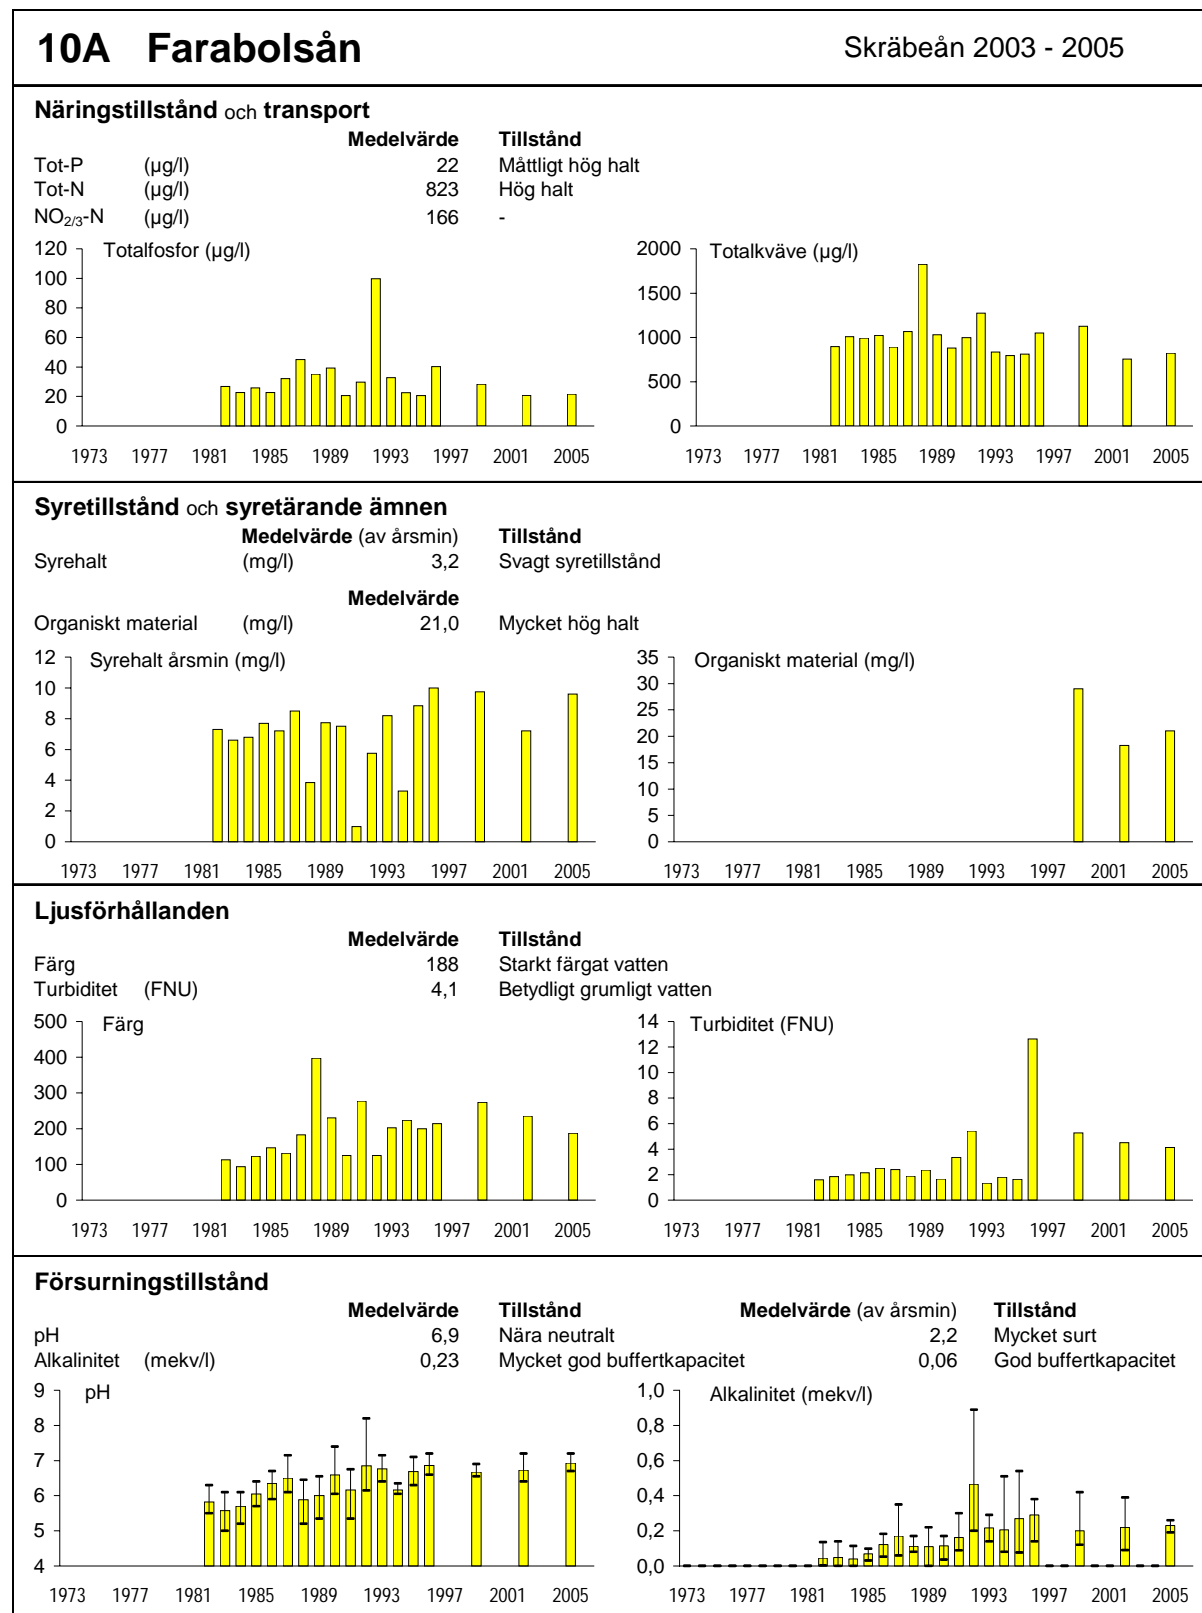 10A Farabolsån Skräbeån 2003 - 2005
Näringstillstånd och transport
Medelvärde Tillstånd
Tot-P (µg/l) 22 Måttligt hög halt
Tot-N (µg/l) 823 Hög halt
NO2/3-N (µg/l) 166 -
Totalfosfor (µg/l)
120
100
80
60
40
20
0
1973 1977 1981 1985 1989 1993 1997 2001 2005
Totalkväve (µg/l)
2000
1500
1000
500
0
1973 1977 1981 1985 1989 1993 1997 2001 2005
Syretillstånd och syretärande ämnen
Medelvärde (av årsmin) Tillstånd
Syrehalt (mg/l) 3,2 Svagt syretillstånd
Medelvärde
Organiskt material (mg/l) 21,0 Mycket hög halt
Syrehalt årsmin (mg/l)
12
10
8
6
4
2
0
1973 1977 1981 1985 1989 1993 1997 2001 2005
Organiskt material (mg/l)
35
30
25
20
15
10
5
0
1973 1977 1981 1985 1989 1993 1997 2001 2005
Ljusförhållanden
Medelvärde Tillstånd
Färg 188 Starkt färgat vatten
Turbiditet (FNU) 4,1 Betydligt grumligt vatten
Färg
500
400
300
200
100
0
1973 1977 1981 1985 1989 1993 1997 2001 2005
Turbiditet (FNU)
14
12
10
8
6
4
2
0
1973 1977 1981 1985 1989 1993 1997 2001 2005
Försurningstillstånd
Medelvärde Tillstånd Medelvärde (av årsmin) Tillstånd
pH 6,9 Nära neutralt 2,2 Mycket surt
Alkalinitet (mekv/l) 0,23 Mycket god buffertkapacitet 0,06 God buffertkapacitet
pH
9
8
7
6
5
4
1973 1977 1981 1985 1989 1993 1997 2001 2005
Alkalinitet (mekv/l)
1,0
0,8
0,6
0,4
0,2
0,0
1973 1977 1981 1985 1989 1993 1997 2001 2005